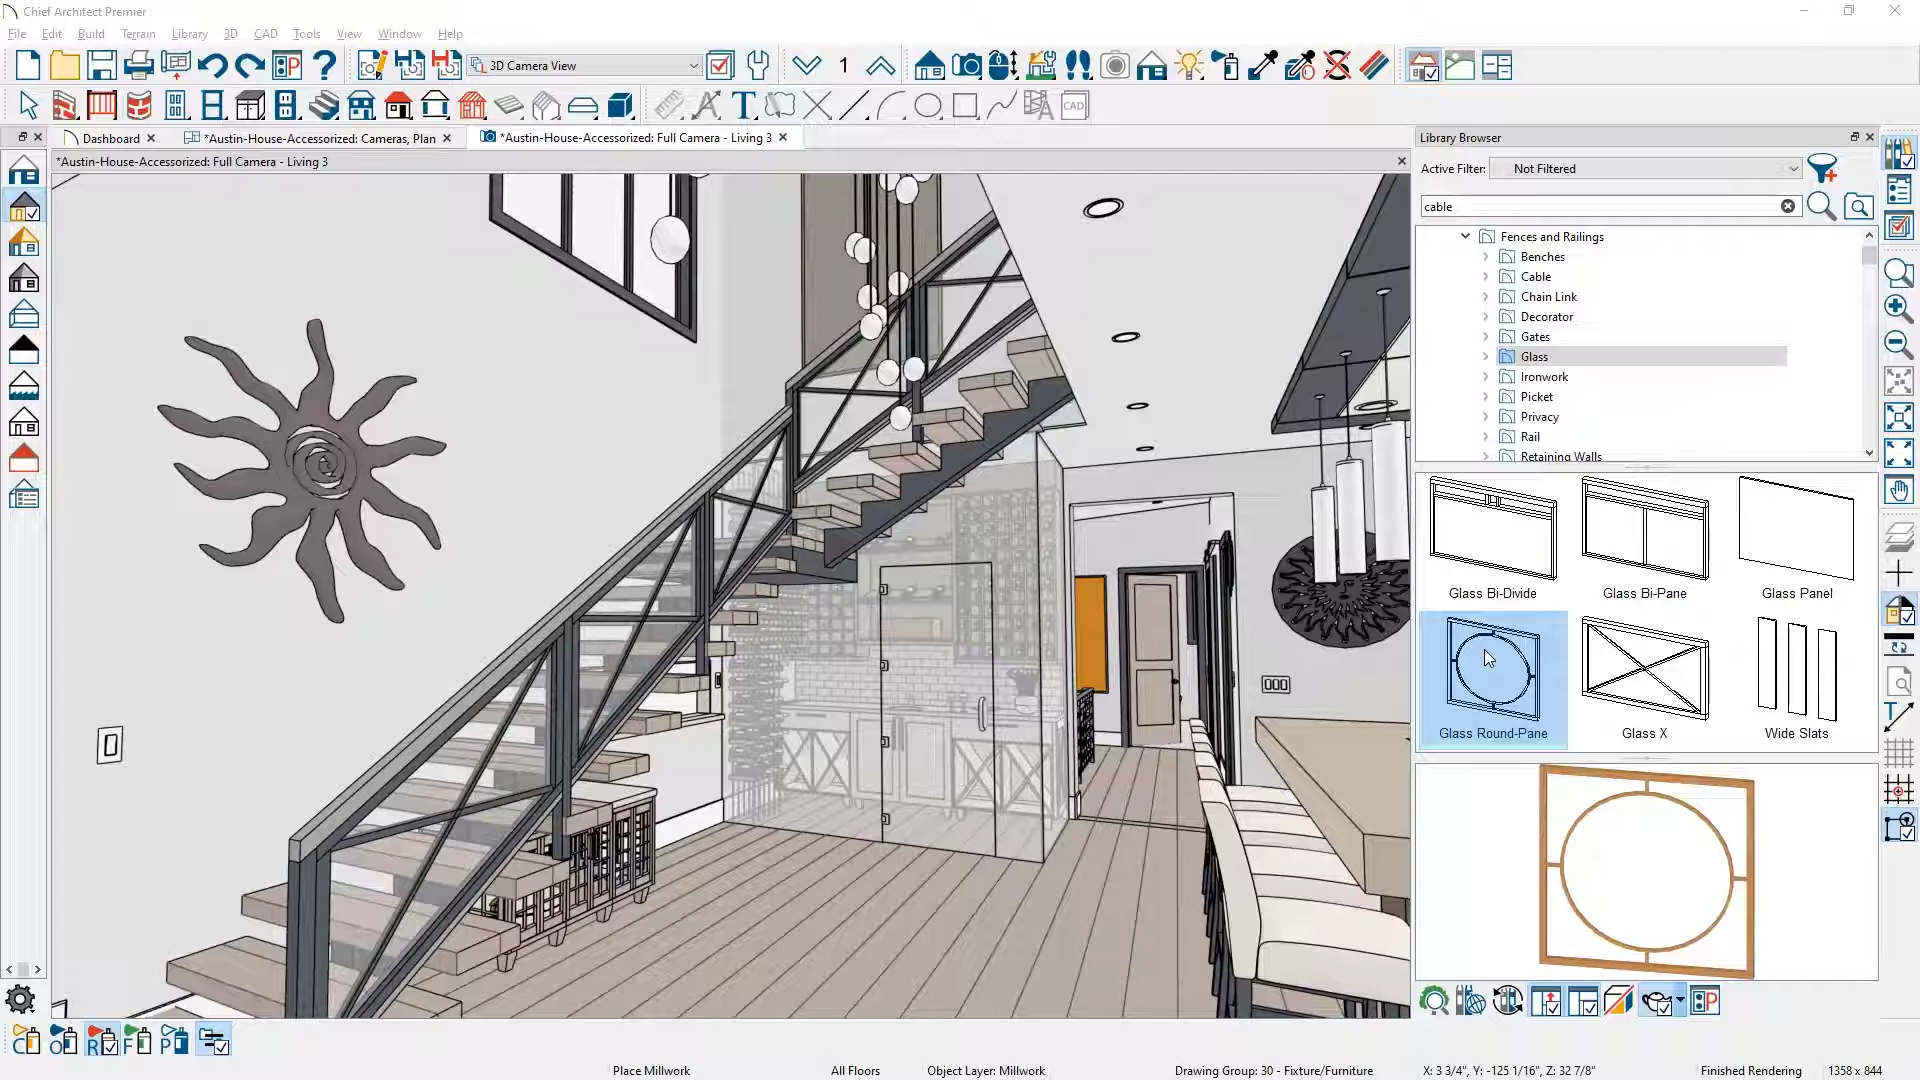 Chief Architect Premier
File Edit Build Terrain Library 3D CAD Tools View Window Help
3D Camera View
1
CAD
Dashboard
*Austin-House-Accessorized: Cameras, Plan
*Austin-House-Accessorized: Full Camera - Living 3
*Austin-House-Accessorized: Full Camera - Living 3
Library Browser
Active Filter: Not Filtered
cable
Fences and Railings
Benches
Cable
Chain Link
Decorator
Gates
Glass
Ironwork
Picket
Privacy
Rail
Retaining Walls
Glass Bi-Divide
Glass Bi-Pane
Glass Panel
Glass Round-Pane
Glass X
Wide Slats
Place Millwork
All Floors
Object Layer: Millwork
Drawing Group: 30 - Fixture/Furniture
X: 3 3/4", Y: -125 1/16", Z: 32 7/8"
Finished Rendering
1358 x 844